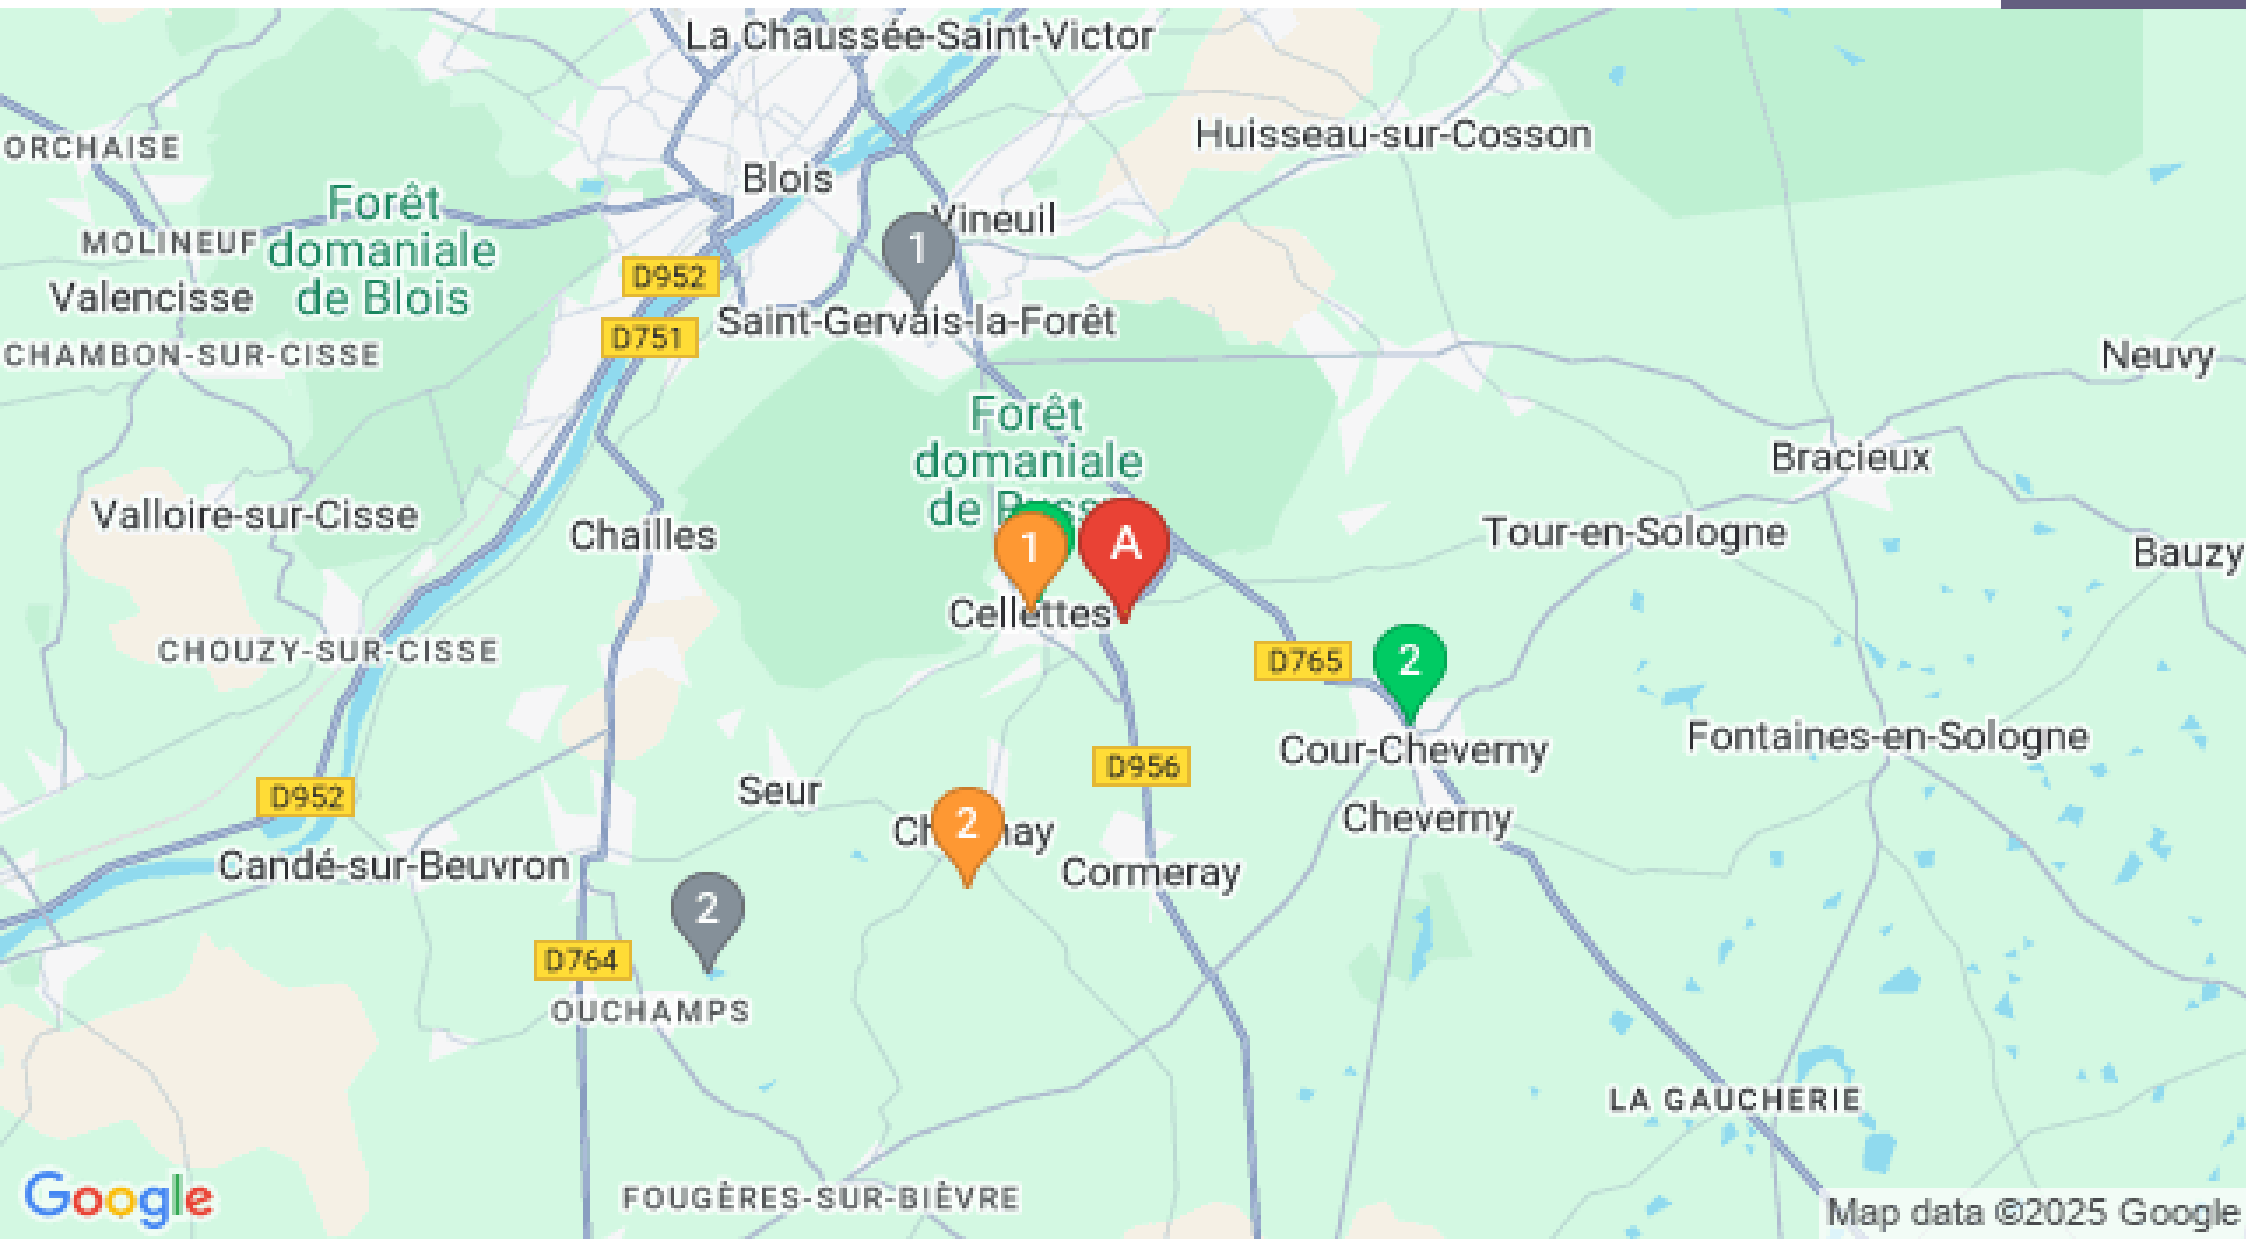 La Chaussée-Saint-Victor
Huisseau-sur-Cosson
ORCHAISE
Blois
Forêt
domaniale
de Blois
Vineuil
MOLINEUF
1
D952
Valencisse
Saint-Gervais-la-Forêt
D751
CHAMBON-SUR-CISSE
Neuvy
Forêt
domaniale
de
Bracieux
Valloire-sur-Cisse
Chailles
Tour-en-Sologne
1
A
Bauzy
Cellettes
CHOUZY-SUR-CISSE
D765
2
Fontaines-en-Sologne
Cour-Cheverny
D956
Seur
D952
Cheverny
2
Candé-sur-Beuvron
Cormeray
2
D764
OUCHAMPS
LA GAUCHERIE
Google
FOUGÈRES-SUR-BIÈVRE
Map data ©2025 Google